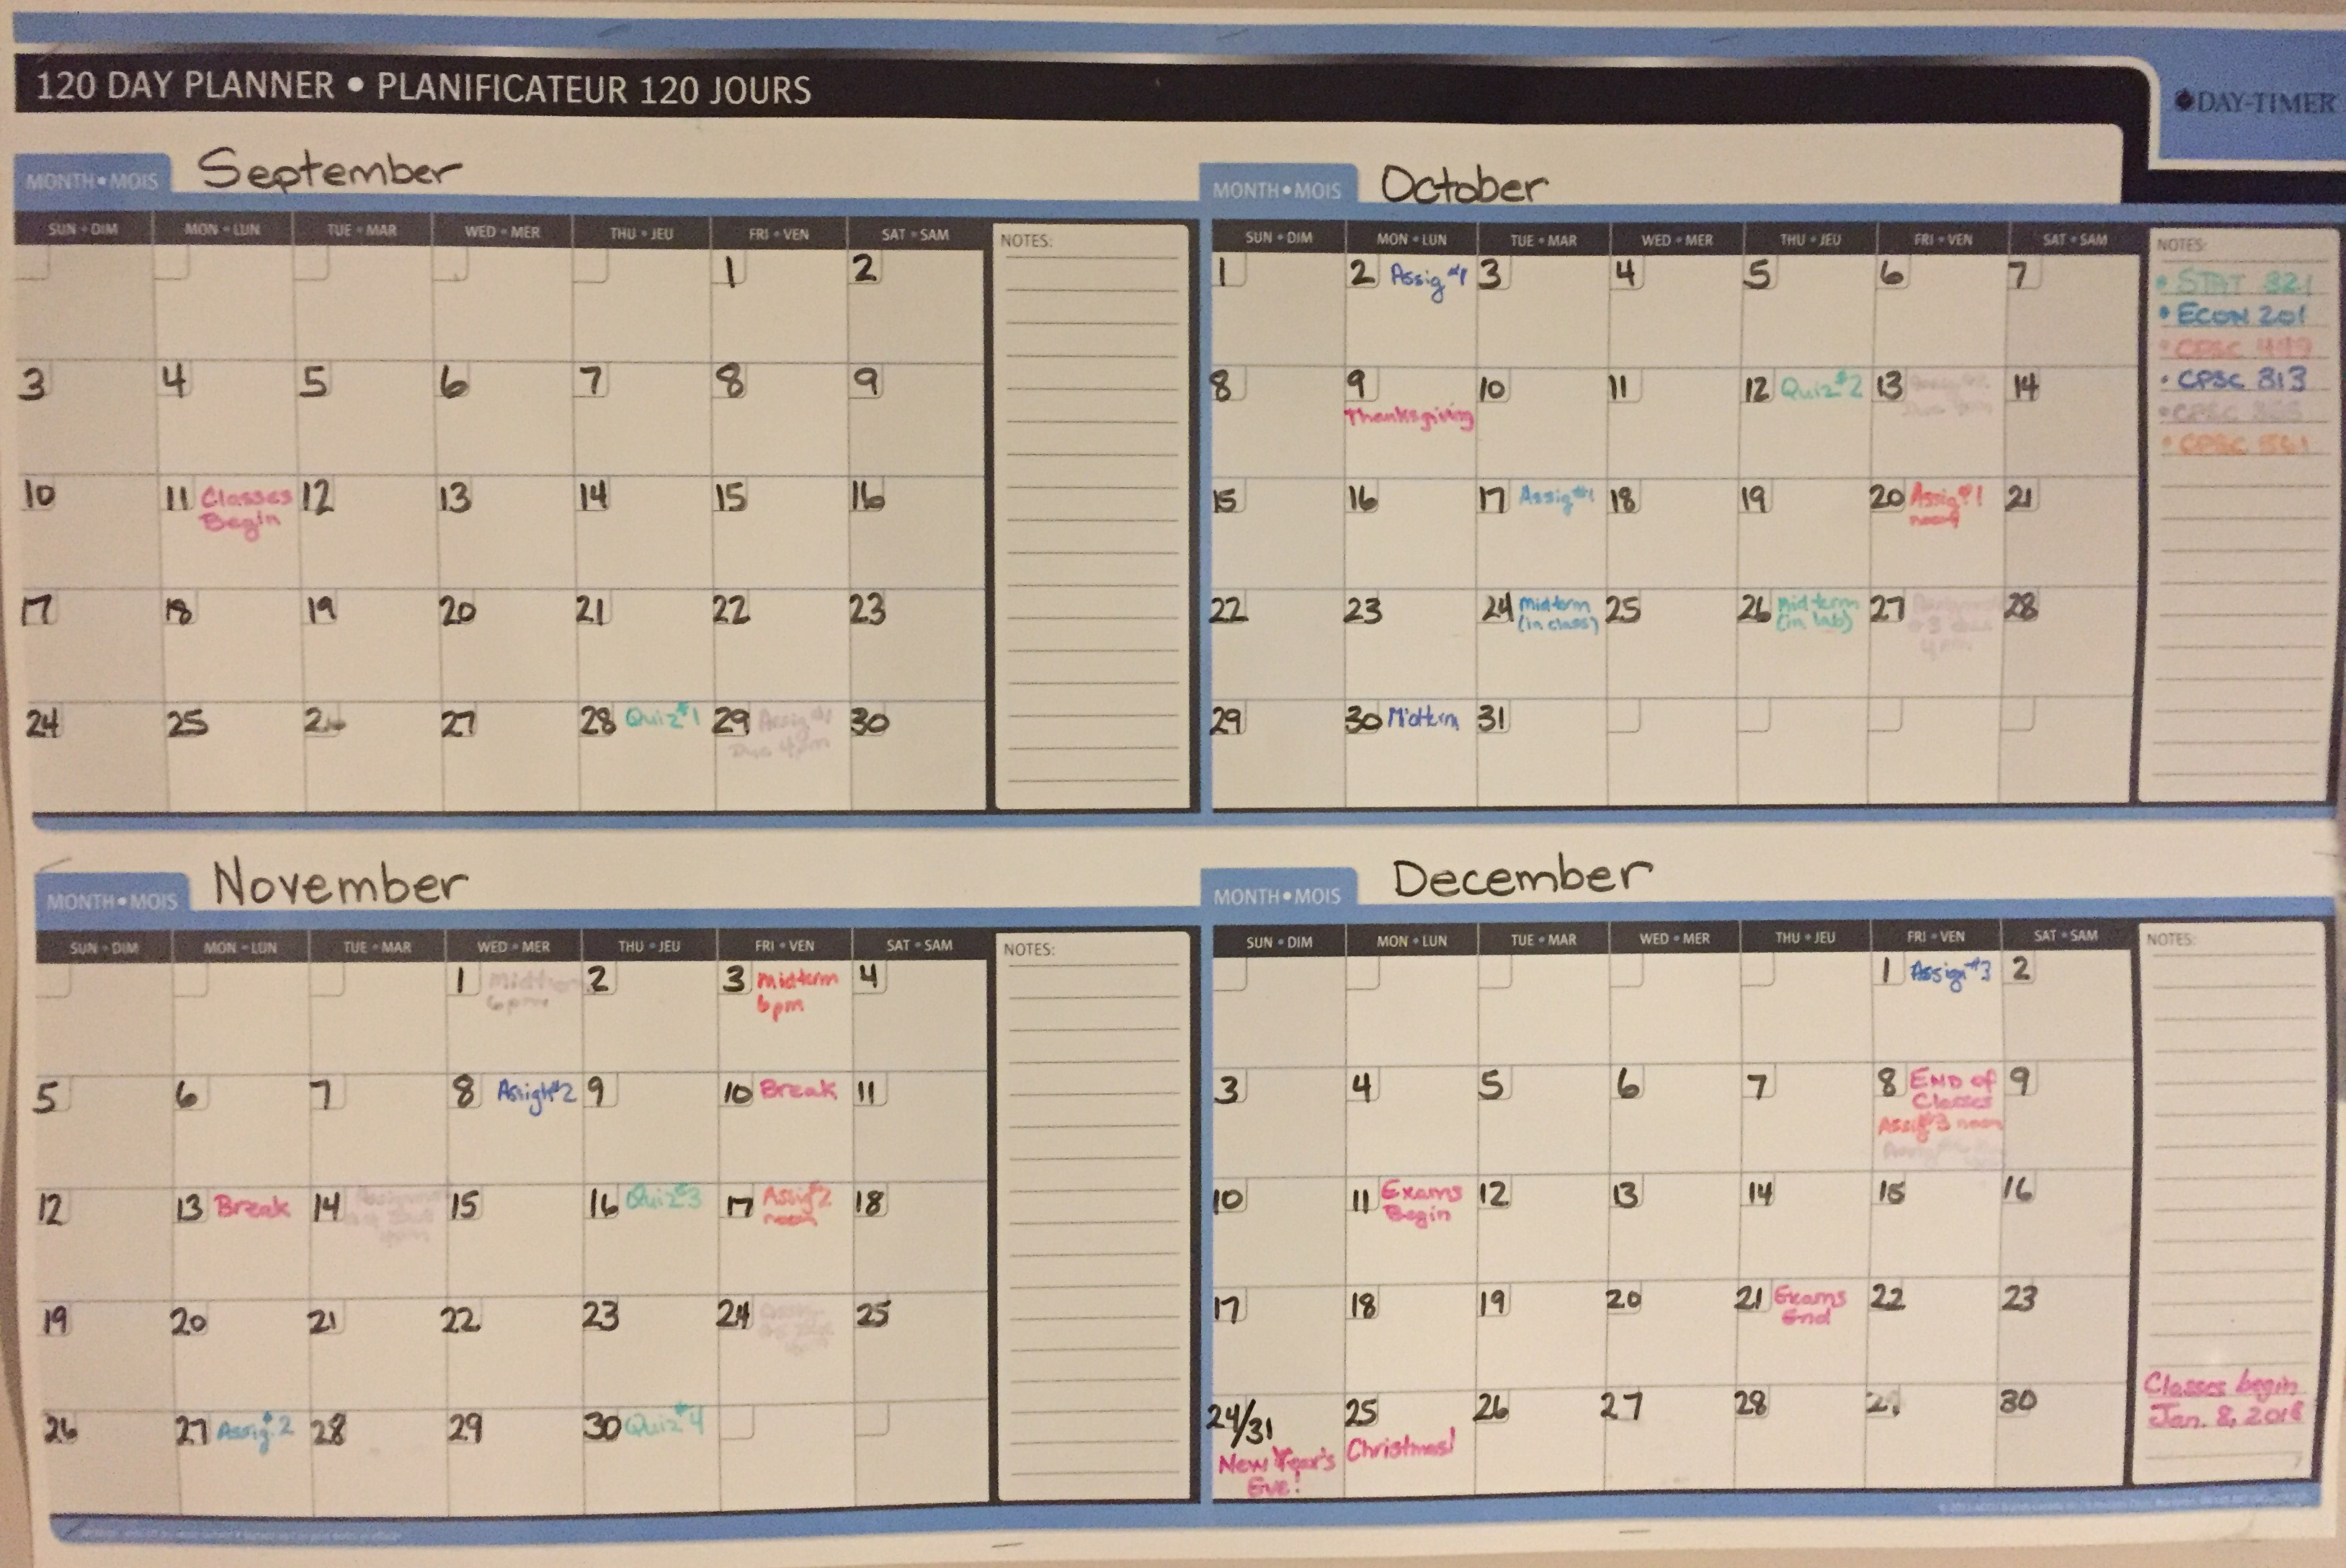 120 DAY PLANNER • PLANIFICATEUR 120 JOURS
DAY-TIMER
MONTH • MOIS September
SUN • DIM MON • LUN TUE • MAR WED • MER THU • JEU FRI • VEN SAT • SAM
NOTES:
1 2
3 4 5 6 7 8 9
10 11 Classes 12 13 14 15 16
Begin
17 18 19 20 21 22 23
24 25 26 27 28 Quiz #1 29 Assig #1 30
Due 4pm
MONTH • MOIS October
SUN • DIM MON • LUN TUE • MAR WED • MER THU • JEU FRI • VEN SAT • SAM
1 2 Assig #1 3 4 5 6 7
8 9 10 11 12 Quiz #2 13 14
Thanksgiving
15 16 17 Assig #1 18 19 20 Assig #1 21
noon
22 23 24 Midterm 25 26 Midterm 27 Assignment 28
(in class) (in lab) #3 due
4pm
29 30 Midterm 31
NOTES:
• STAT 321
• ECON 201
• CPSC 449
• CPSC 313
• CPSC
• CPSC 561
MONTH • MOIS November
SUN • DIM MON • LUN TUE • MAR WED • MER THU • JEU FRI • VEN SAT • SAM
NOTES:
1 Midterm 2 3 Midterm 4
6pm 6pm
5 6 7 8 Assign #2 9 10 Break 11
12 13 Break 14 Assignment 15 16 Quiz #3 17 Assig #2 18
noon
19 20 21 22 23 24 25
26 27 Assig. #2 28 29 30 Quiz #4
MONTH • MOIS December
SUN • DIM MON • LUN TUE • MAR WED • MER THU • JEU FRI • VEN SAT • SAM
1 Assign #3 2
3 4 5 6 7 8 END of 9
Classes
Assig #3 noon
10 11 Exams 12 13 14 15 16
Begin
17 18 19 20 21 Exams 22 23
End
24/31 25 26 27 28 30
New Year's Christmas!
Eve!
NOTES:
Classes begin
Jan. 8, 2018